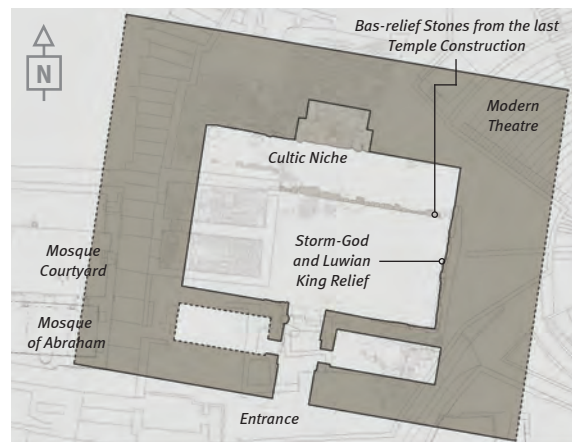 Bas-relief Stones from the last
Temple Construction
N
Modern
Theatre
Cultic Niche
Storm-God
and Luwian
King Relief
Mosque
Courtyard
Mosque
of Abraham
Entrance